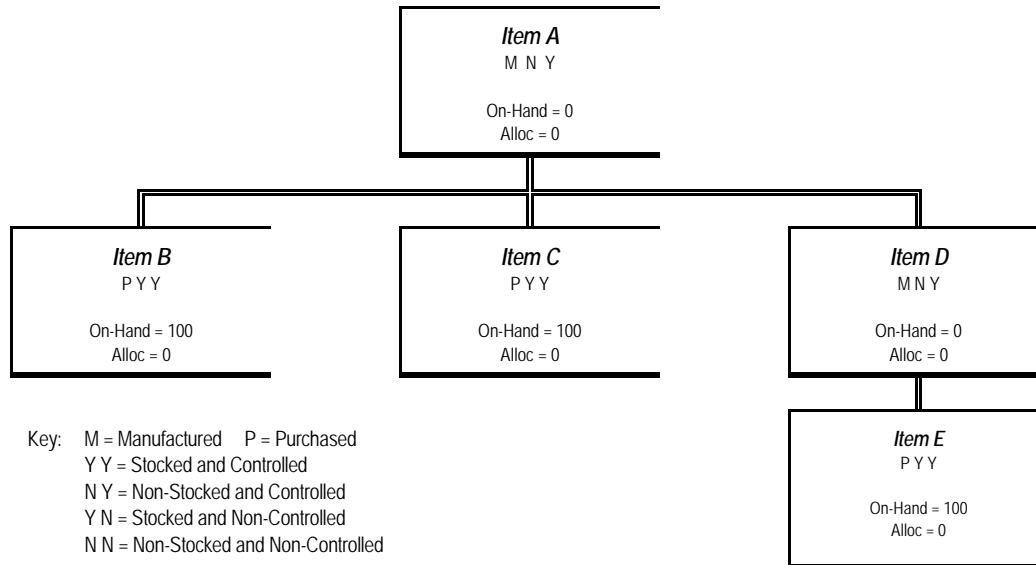 Item A
M N Y
On-Hand = 0
Alloc = 0
Item B
P Y Y
On-Hand = 100
Alloc = 0
Item C
P Y Y
On-Hand = 100
Alloc = 0
Item D
M N Y
On-Hand = 0
Alloc = 0
Key: M = Manufactured P = Purchased
Y Y = Stocked and Controlled
N Y = Non-Stocked and Controlled
Y N = Stocked and Non-Controlled
N N = Non-Stocked and Non-Controlled
Item E
P Y Y
On-Hand = 100
Alloc = 0